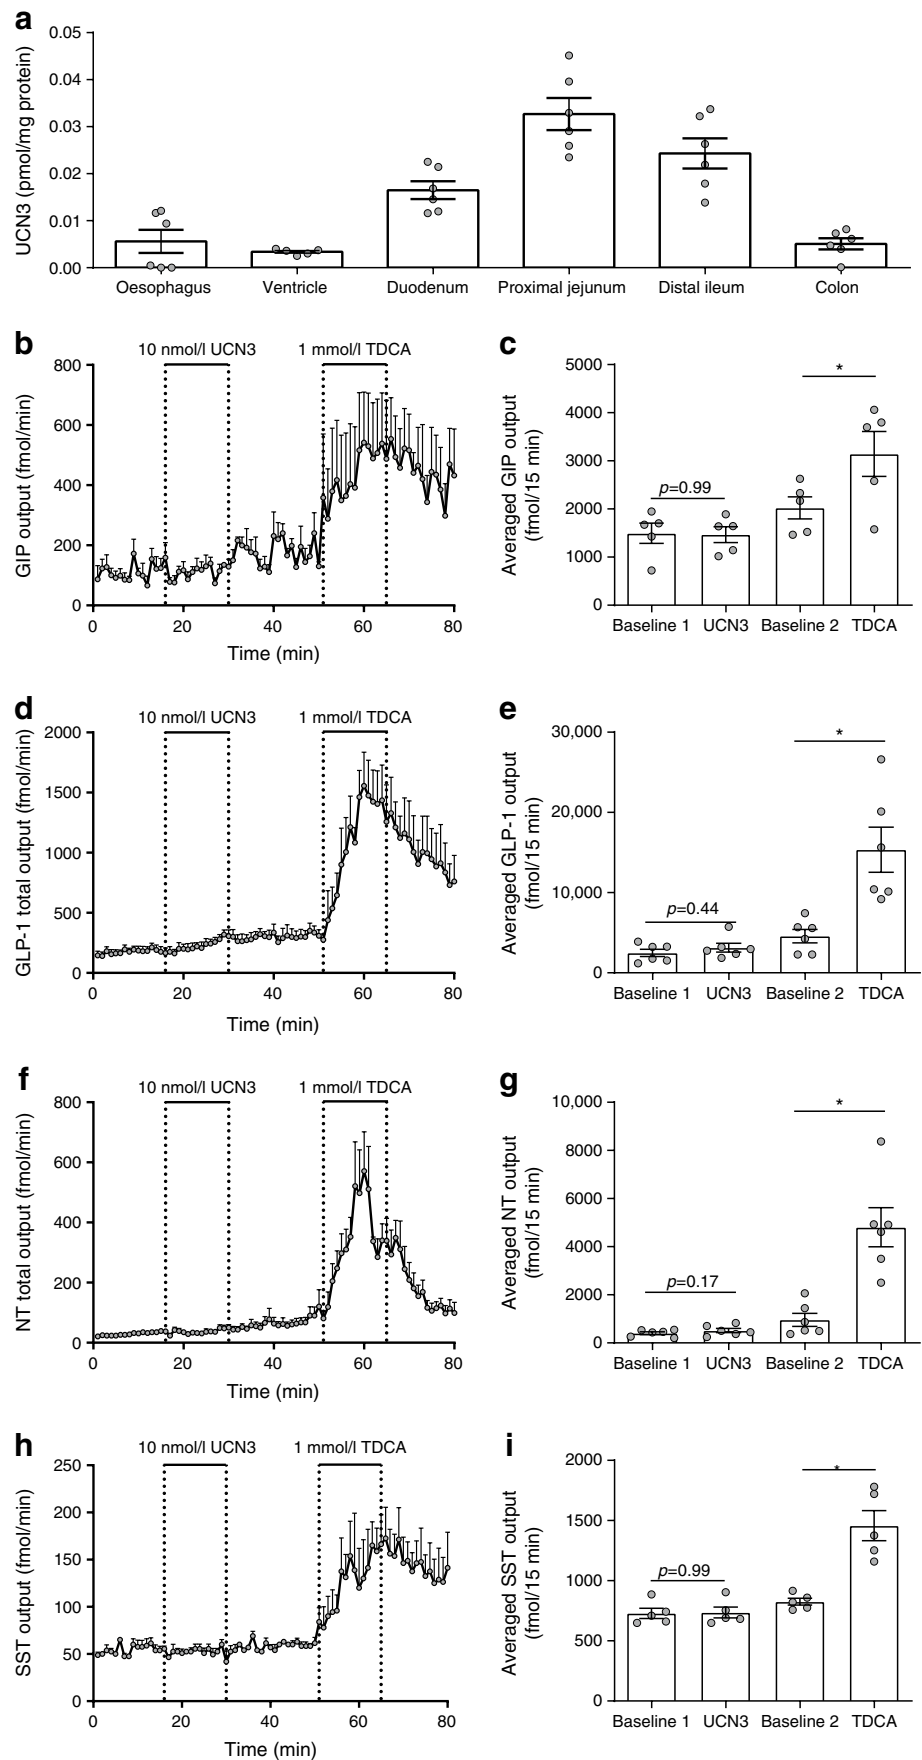 a
UCN3 (pmol/mg protein)
0.05
0.04
0.03
0.02
0.01
0.00
Oesophagus Ventricle Duodenum Proximal jejunum Distal ileum Colon
b
10 nmol/l UCN3 1 mmol/l TDCA
GIP output (fmol/min)
800
600
400
200
0
0 20 40 60 80
Time (min)
c
Averaged GIP output
(fmol/15 min)
5000
4000
3000
2000
1000
0
*
p=0.99
Baseline 1 UCN3 Baseline 2 TDCA
d
10 nmol/l UCN3 1 mmol/l TDCA
GLP-1 total output (fmol/min)
2000
1500
1000
500
0
0 20 40 60 80
Time (min)
e
Averaged GLP-1 output
(fmol/15 min)
30,000
20,000
10,000
0
*
p=0.44
Baseline 1 UCN3 Baseline 2 TDCA
f
10 nmol/l UCN3 1 mmol/l TDCA
NT total output (fmol/min)
800
600
400
200
0
0 20 40 60 80
Time (min)
g
Averaged NT output
(fmol/15 min)
10,000
8000
6000
4000
2000
0
*
p=0.17
Baseline 1 UCN3 Baseline 2 TDCA
h
10 nmol/l UCN3 1 mmol/l TDCA
SST output (fmol/min)
250
200
150
100
50
0
0 20 40 60 80
Time (min)
i
Averaged SST output
(fmol/15 min)
2000
1500
1000
500
0
*
p=0.99
Baseline 1 UCN3 Baseline 2 TDCA